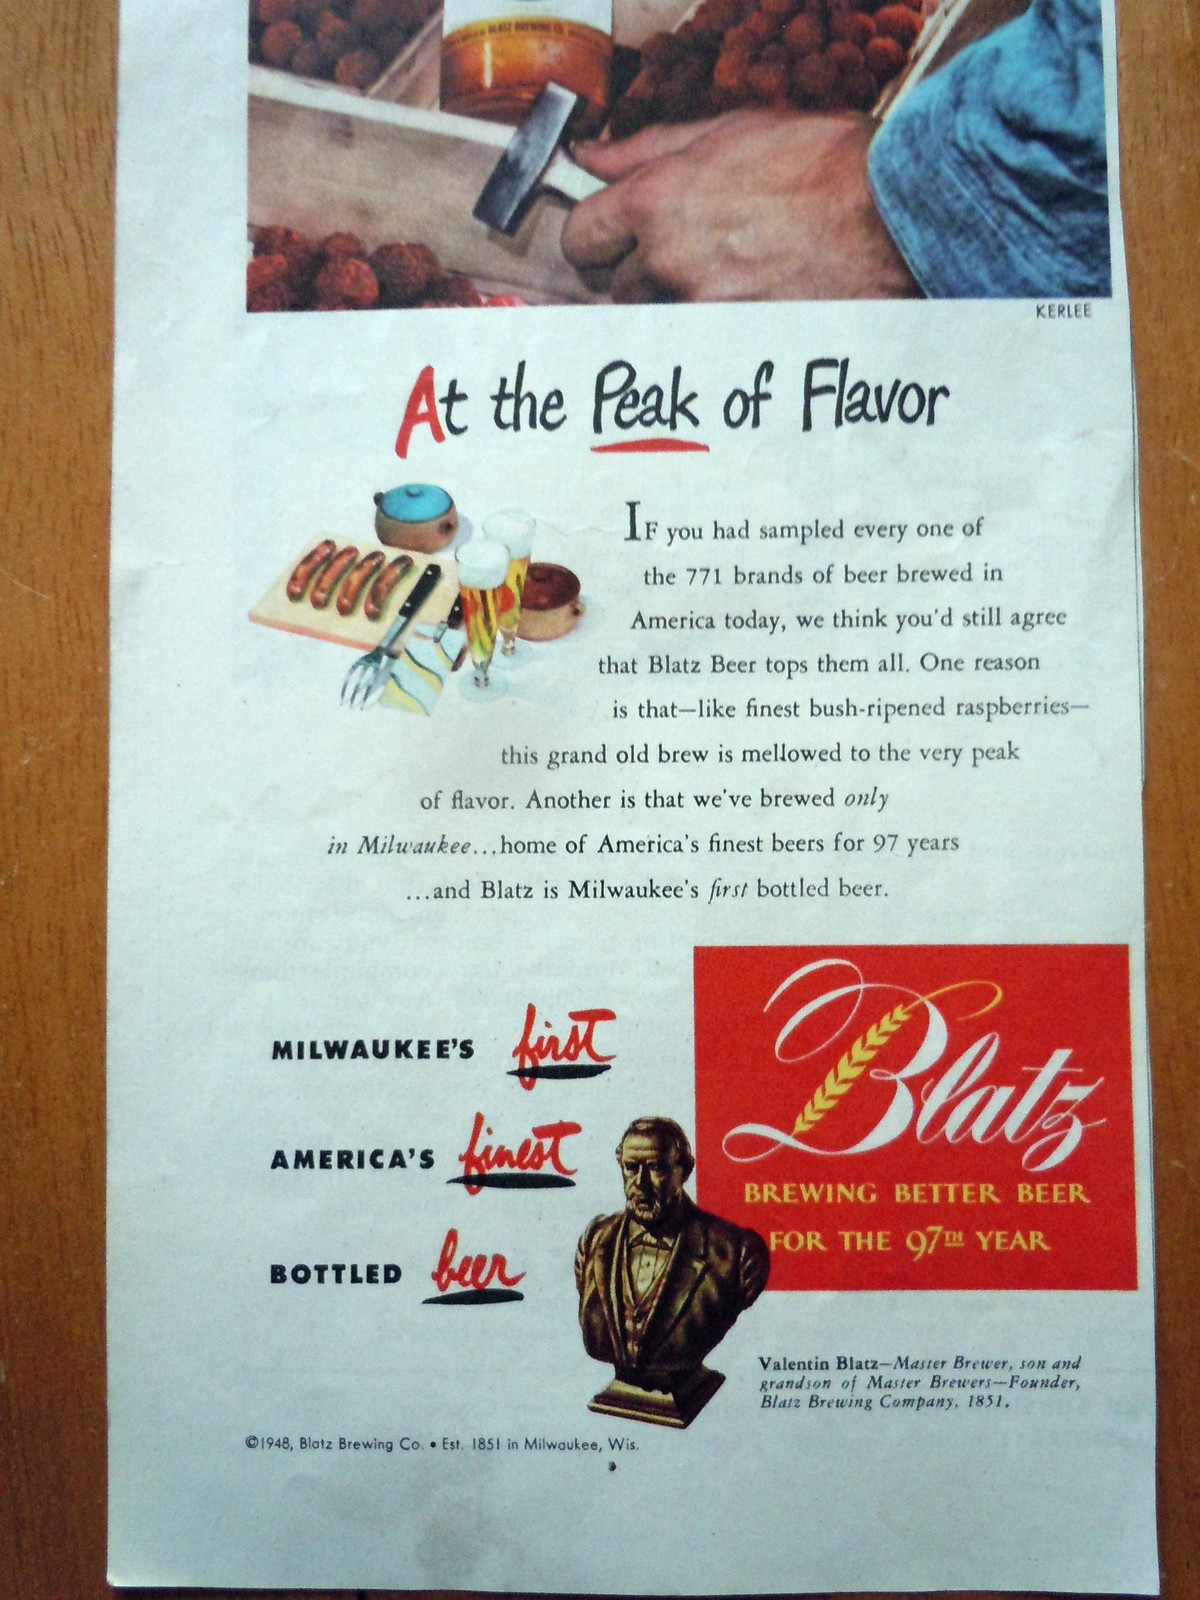 BLATZ BREWING CO.
KERLEE
At the Peak of Flavor
IF you had sampled every one of
the 771 brands of beer brewed in
America today, we think you'd still agree
that Blatz Beer tops them all. One reason
is that—like finest bush-ripened raspberries—
this grand old brew is mellowed to the very peak
of flavor. Another is that we've brewed only
in Milwaukee...home of America's finest beers for 97 years
...and Blatz is Milwaukee's first bottled beer.
MILWAUKEE'S first
AMERICA'S finest
BOTTLED beer
Blatz
BREWING BETTER BEER
FOR THE 97TH YEAR
Valentin Blatz—Master Brewer, son and
grandson of Master Brewers—Founder,
Blatz Brewing Company, 1851.
©1948, Blatz Brewing Co. • Est. 1851 in Milwaukee, Wis.